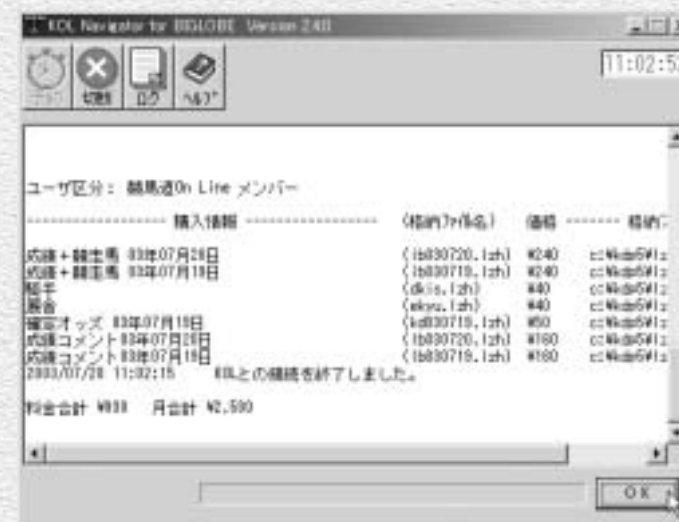 KOL Navigator for BIGLOBE Version 2.4.0
切断 ログ ヘルプ
11:02:5
ユーザ区分： 競馬道On Line メンバー
------------------ 購入情報 ------------------ (格納ファイル名) 価格 ------- 格納
成績＋競走馬 03年07月20日 (ib030720.lzh) ¥240
成績＋競走馬 03年07月19日 (ib030719.lzh) ¥240
騎手 (dkis.lzh) ¥40
厩舎 (ekyu.lzh) ¥40
確定オッズ 03年07月19日 (kd030719.lzh) ¥50
成績コメント03年07月20日 (ib030720.lzh) ¥160
成績コメント03年07月19日 (ib030719.lzh) ¥160
2003/07/20 11:02:15 KOLとの接続を終了しました。
料金合計 月合計
OK